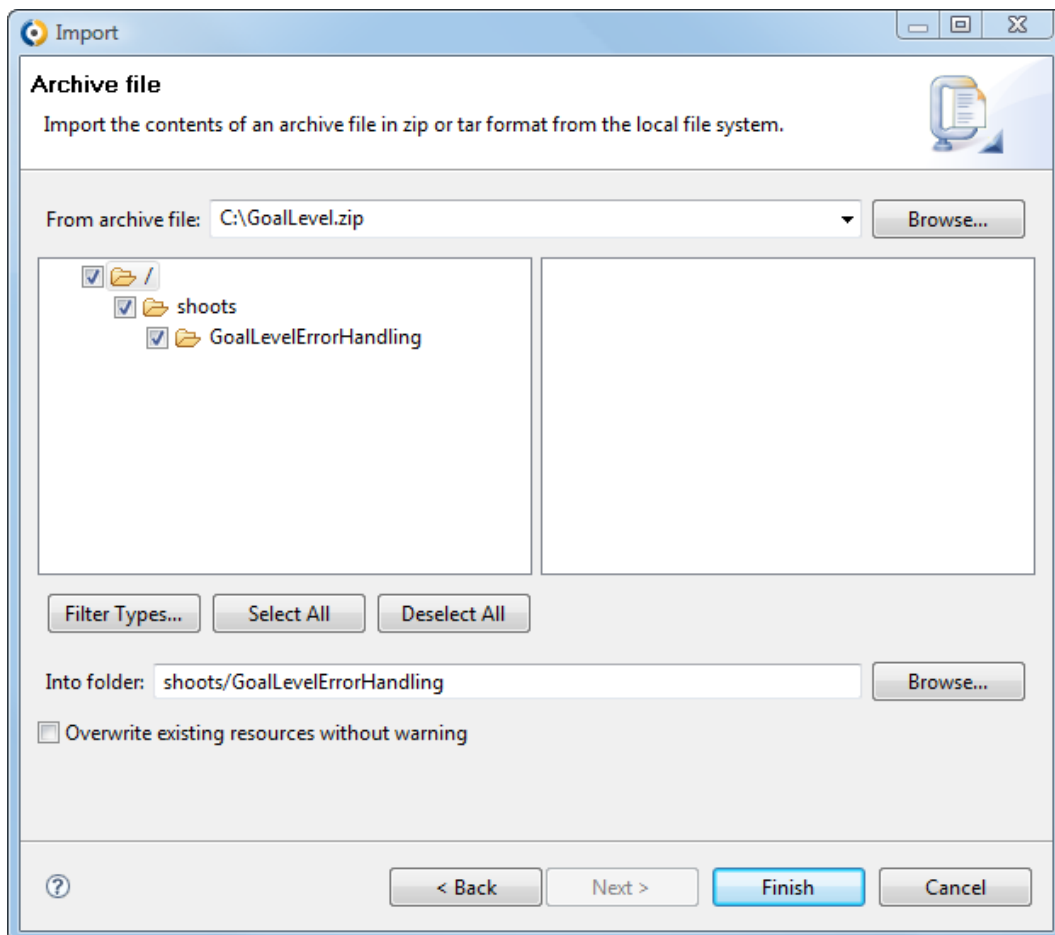 Import
Archive file
Import the contents of an archive file in zip or tar format from the local file system.
From archive file: C:\GoalLevel.zip Browse...
/
shoots
GoalLevelErrorHandling
Filter Types... Select All Deselect All
Into folder: shoots/GoalLevelErrorHandling Browse...
Overwrite existing resources without warning
? < Back Next > Finish Cancel